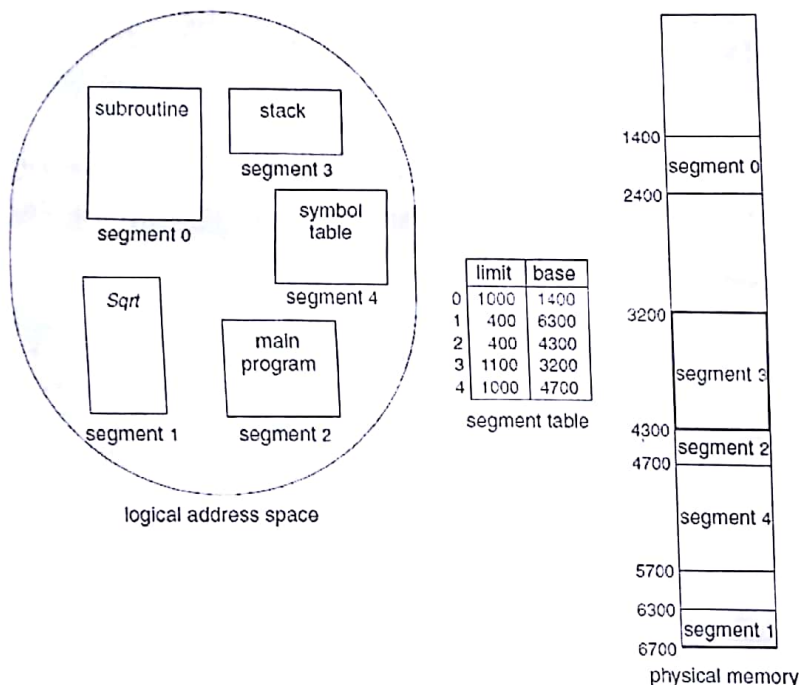 subroutine
segment 0
stack
segment 3
symbol
table
segment 4
Sqrt
segment 1
main
program
segment 2
logical address space
limit base
0 1000 1400
1 400 6300
2 400 4300
3 1100 3200
4 1000 4700
segment table
1400
segment 0
2400
3200
segment 3
4300
segment 2
4700
segment 4
5700
6300
segment 1
6700
physical memory